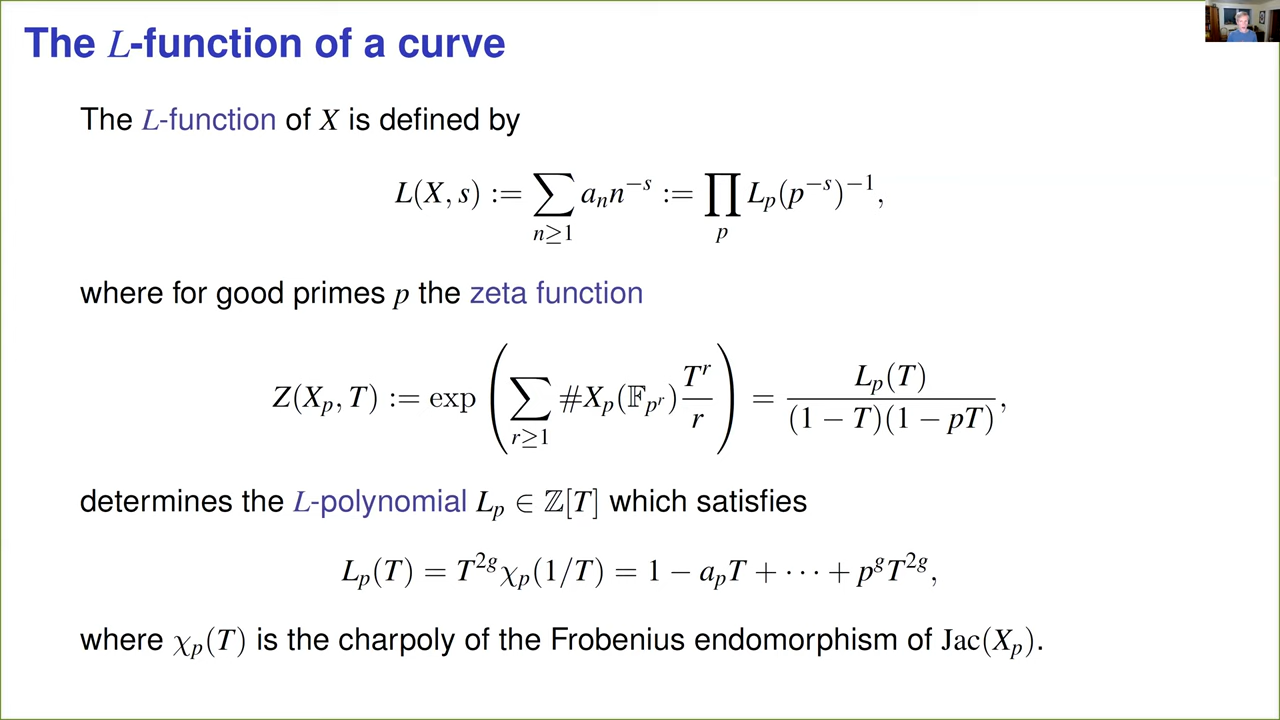 The L-function of a curve
The L-function of X is defined by
L(X, s) := ∑_{n≥1} a_n n^{−s} := ∏_p L_p(p^{−s})^{−1},
where for good primes p the zeta function
Z(X_p, T) := exp ( ∑_{r≥1} #X_p(𝔽_{p^r}) T^r / r ) = L_p(T) / ((1 − T)(1 − pT)),
determines the L-polynomial L_p ∈ ℤ[T] which satisfies
L_p(T) = T^{2g} χ_p(1/T) = 1 − a_p T + ⋯ + p^g T^{2g},
where χ_p(T) is the charpoly of the Frobenius endomorphism of Jac(X_p).